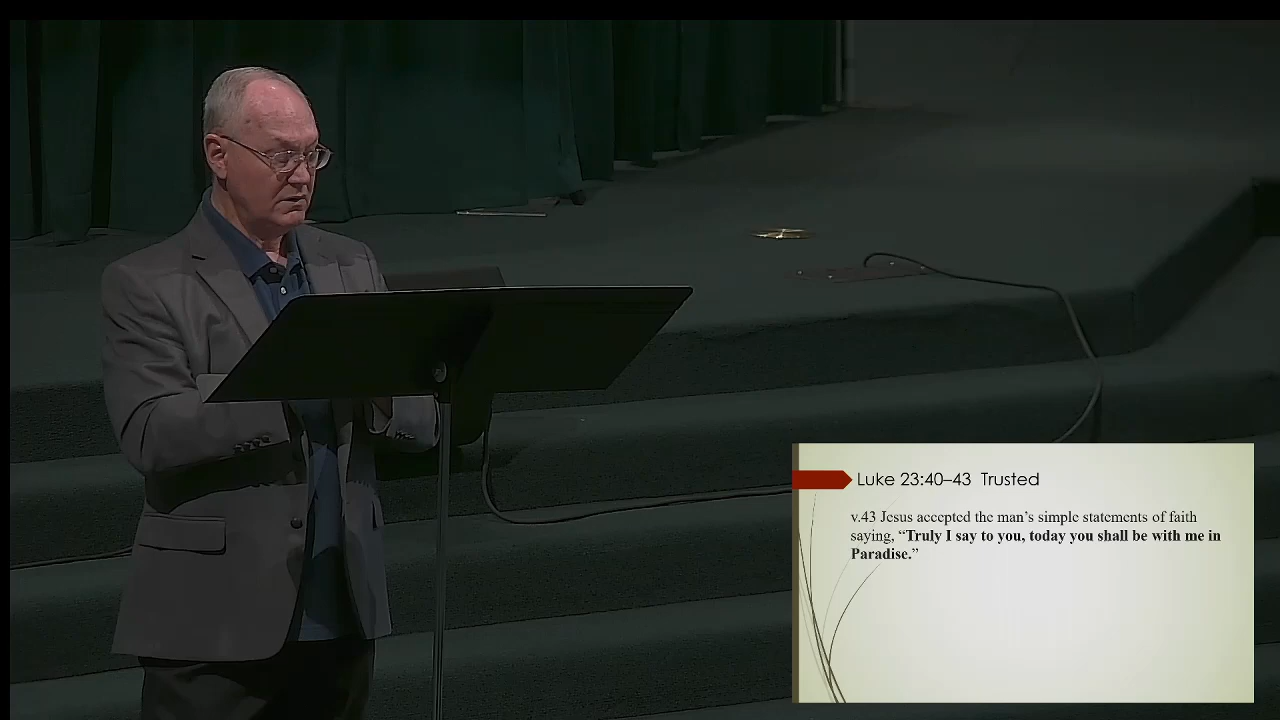 Luke 23:40–43  Trusted
v.43 Jesus accepted the man’s simple statements of faith
saying, “Truly I say to you, today you shall be with me in
Paradise.”